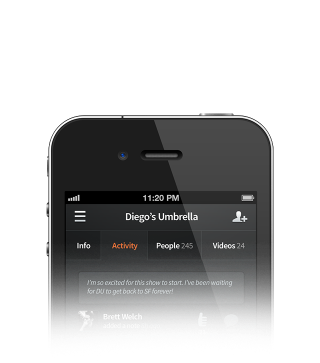 11:20 PM
Diego's Umbrella
Info Activity People 245 Videos 24
I'm so excited for this show to start. I've been waiting
for DU to get back to SF forever!
Brett Welch